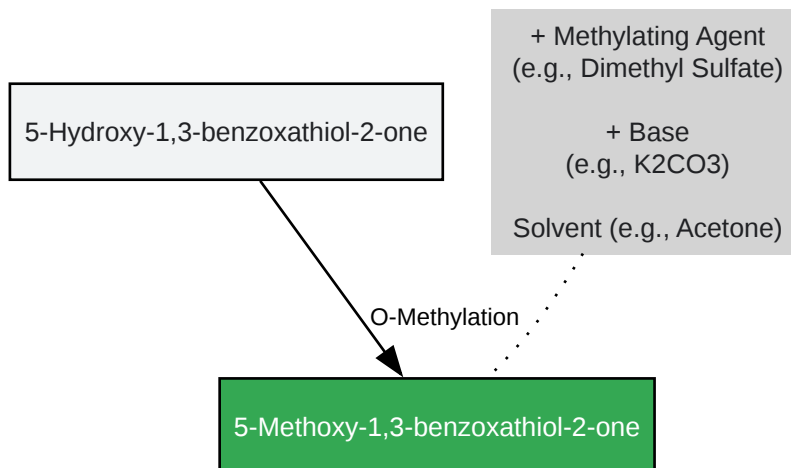 + Methylating Agent
(e.g., Dimethyl Sulfate)
+ Base
(e.g., K2CO3)
Solvent (e.g., Acetone)
5-Hydroxy-1,3-benzoxathiol-2-one
O-Methylation
5-Methoxy-1,3-benzoxathiol-2-one